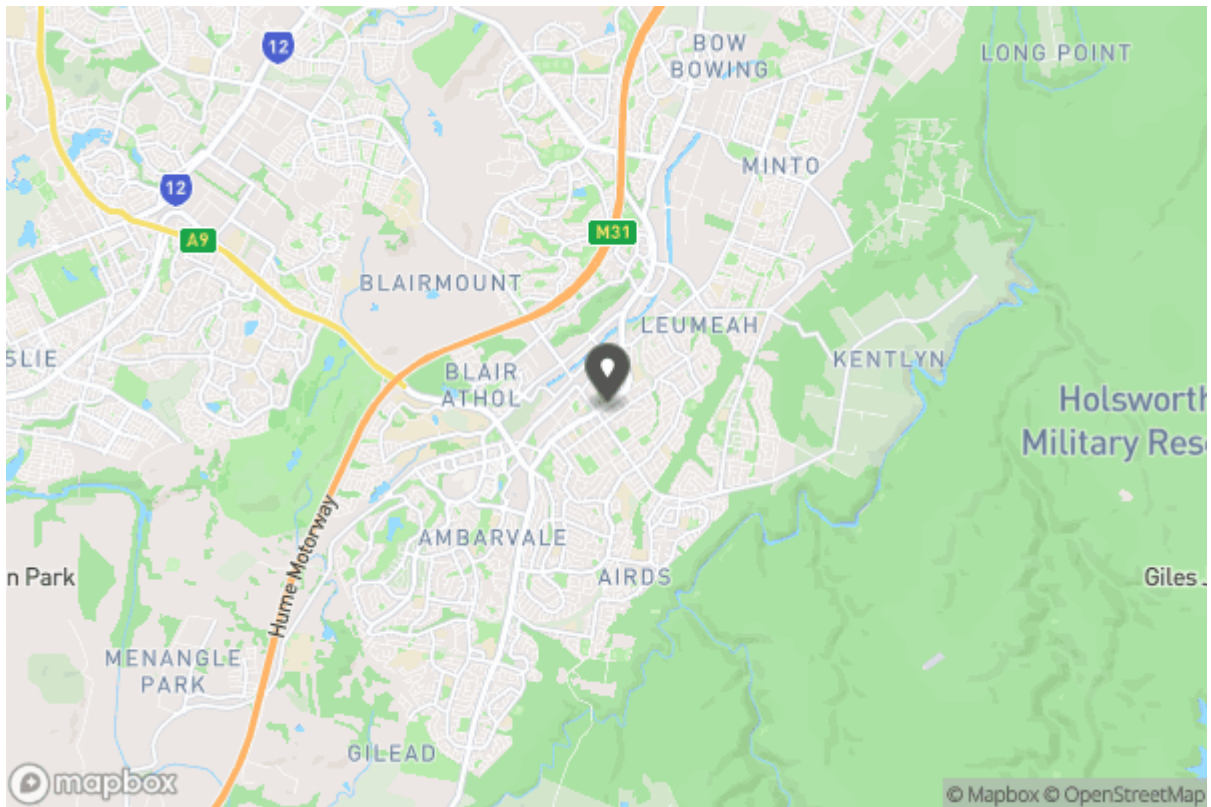 12
BOW
BOWING
LONG POINT
MINTO
12
A9
M31
BLAIRMOUNT
LEUMEAH
SLIE
BLAIR
ATHOL
KENTLYN
Holsworth
Military Rese
Hume Motorway
AMBARVALE
n Park
AIRDS
Giles J
MENANGLE
PARK
GILEAD
mapbox
© Mapbox © OpenStreetMap